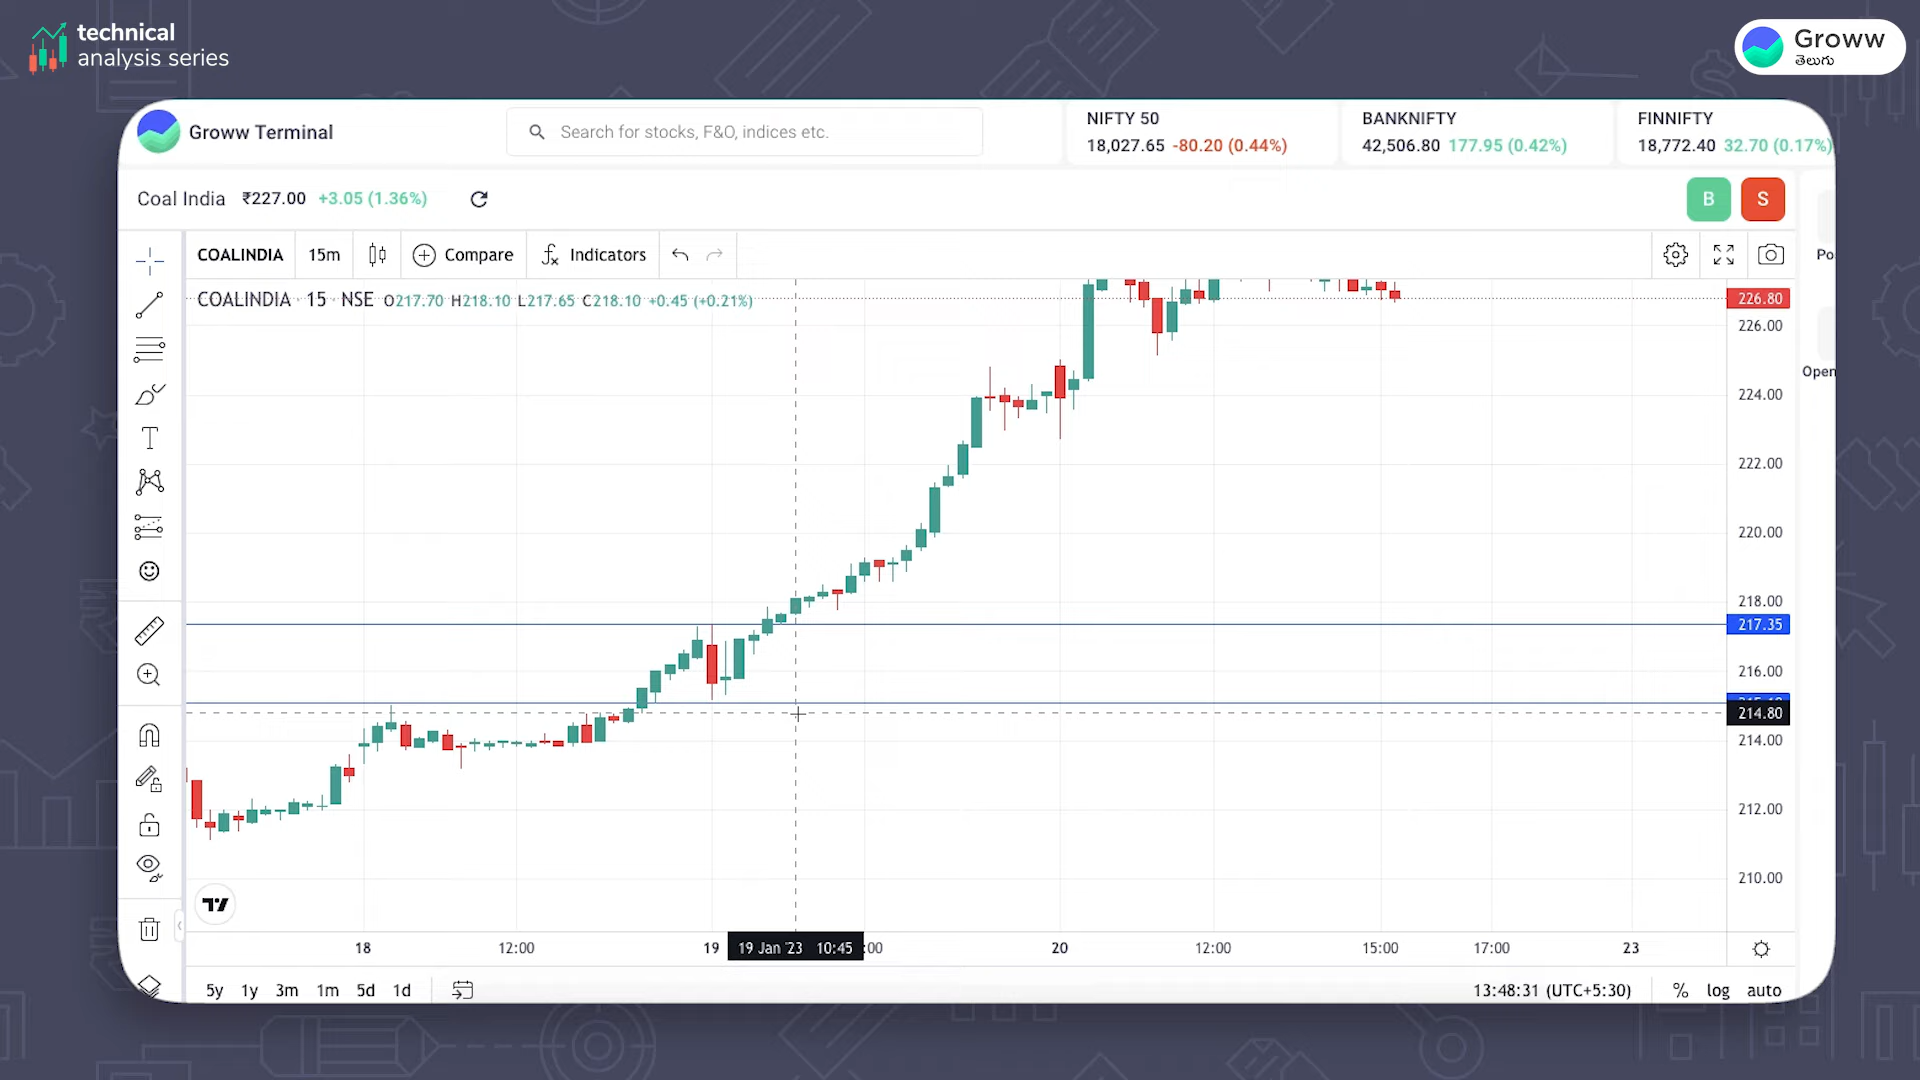 technical
analysis series
Groww
తెలుగు
Groww Terminal
Search for stocks, F&O, indices etc.
NIFTY 50
18,027.65 -80.20 (0.44%)
BANKNIFTY
42,506.80 177.95 (0.42%)
FINNIFTY
18,772.40 32.70 (0.17%)
Coal India ₹227.00 +3.05 (1.36%)
B S
COALINDIA 15m Compare Indicators
Po
COALINDIA · 15 · NSE O217.70 H218.10 L217.65 C218.10 +0.45 (+0.21%)
226.80
226.00
Open
224.00
222.00
220.00
218.00
217.35
216.00
214.80
214.00
212.00
210.00
18 12:00 19 19 Jan '23 10:45 :00 20 12:00 15:00 17:00 23
5y 1y 3m 1m 5d 1d 13:48:31 (UTC+5:30) % log auto